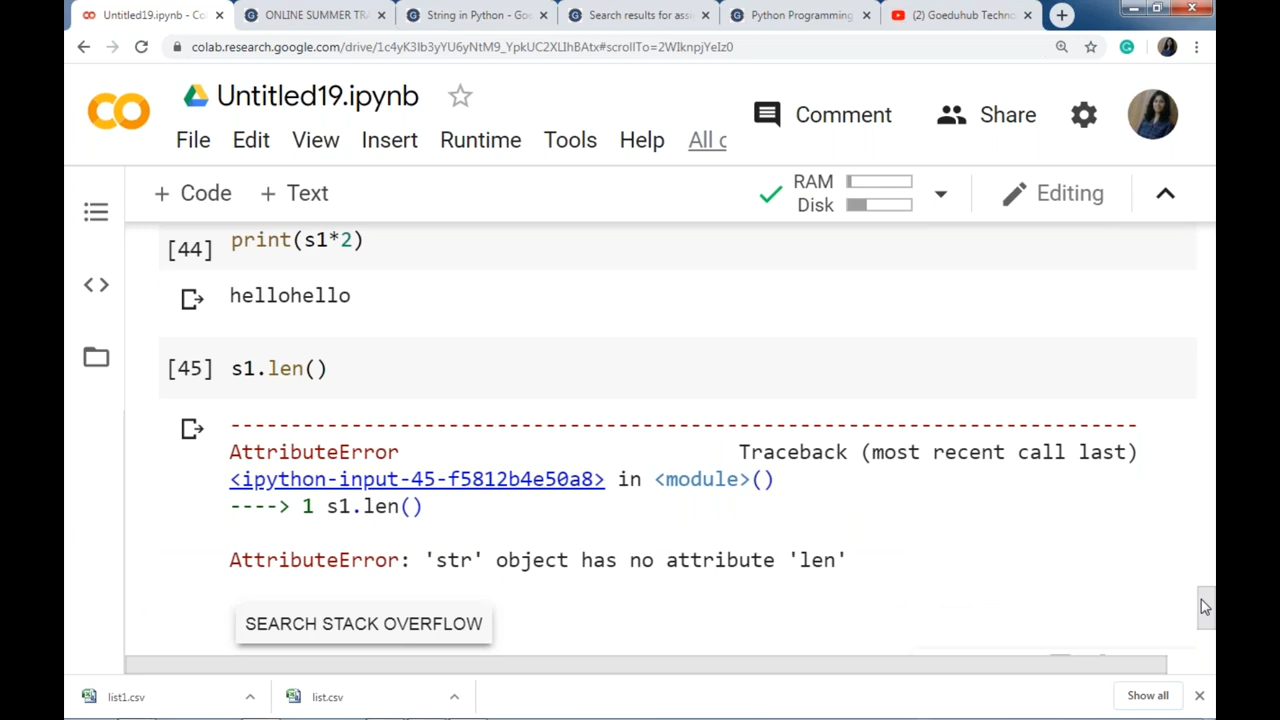 Untitled19.ipynb - Co
ONLINE SUMMER TRA
String in Python - Goe
Search results for assi
Python Programming
(2) Goeduhub Techno
colab.research.google.com/drive/1c4yK3Ib3yYU6yNtM9_YpkUC2XLIhBAtx#scrollTo=2WIknpjYeIz0
CO
Untitled19.ipynb
Comment
Share
File Edit View Insert Runtime Tools Help All c
+ Code + Text
RAM
Disk
Editing
[44] print(s1*2)
hellohello
[45] s1.len()
---------------------------------------------------------------------------
AttributeError Traceback (most recent call last)
<ipython-input-45-f5812b4e50a8> in <module>()
----> 1 s1.len()
AttributeError: 'str' object has no attribute 'len'
SEARCH STACK OVERFLOW
list1.csv
list.csv
Show all